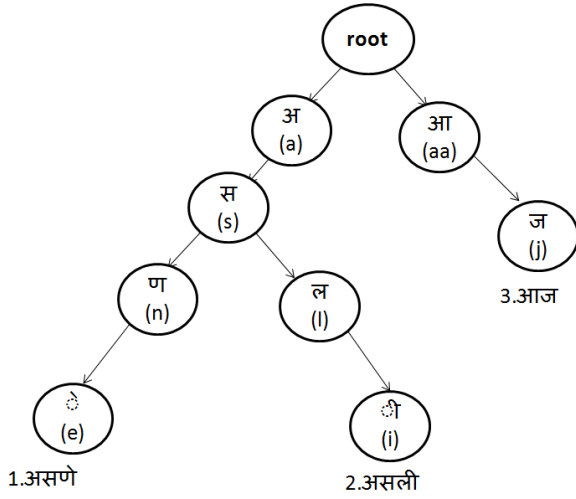 root
अ
(a)
आ
(aa)
स
(s)
ज
(j)
ण
(n)
ल
(l)
3.आज
े
(e)
ी
(i)
1.असणे
2.असली